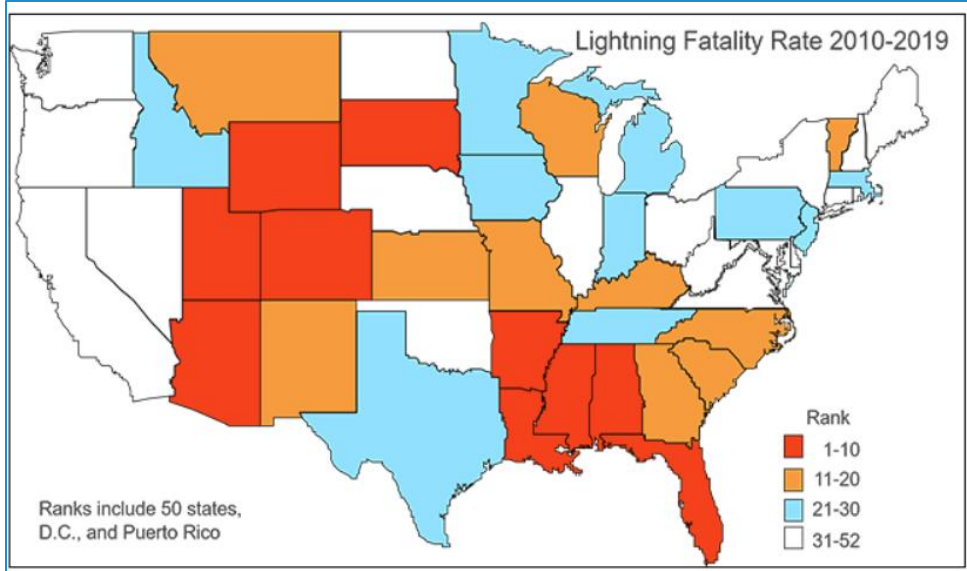 Lightning Fatality Rate 2010-2019
Rank
1-10
11-20
21-30
31-52
Ranks include 50 states,
D.C., and Puerto Rico